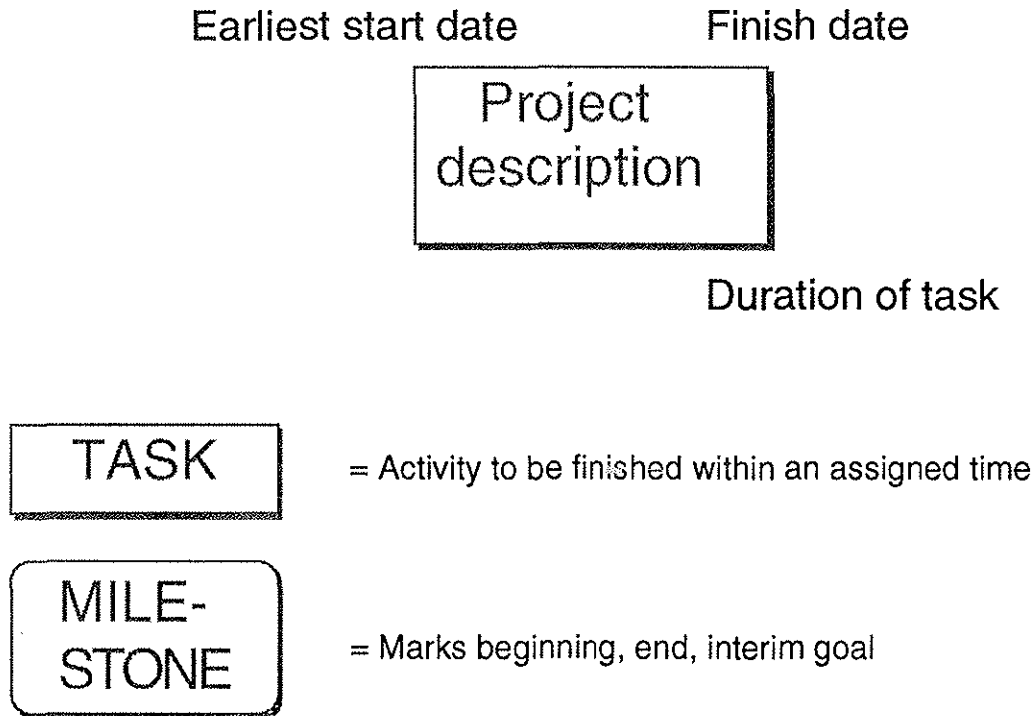 Earliest start date Finish date
Project
description
Duration of task
TASK = Activity to be finished within an assigned time
MILE-
STONE = Marks beginning, end, interim goal